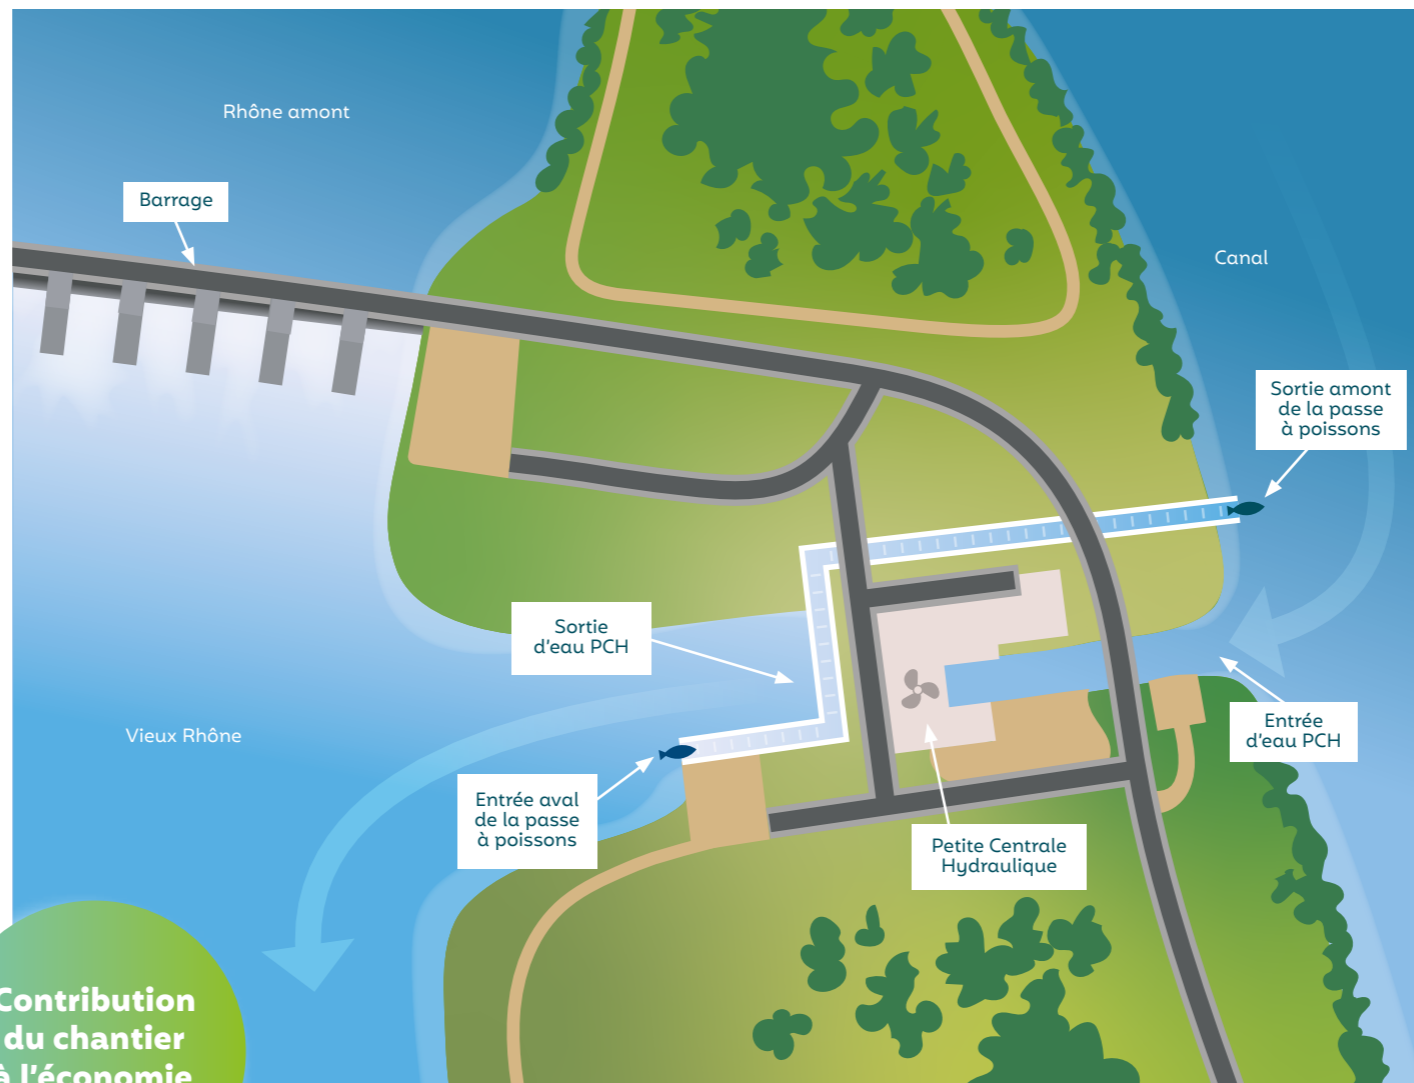 Rhône amont
Barrage
Canal
Sortie amont
de la passe
à poissons
Sortie
d'eau PCH
Vieux Rhône
Entrée
d'eau PCH
Entrée aval
de la passe
à poissons
Petite Centrale
Hydraulique
Contribution
du chantier
à l'économie